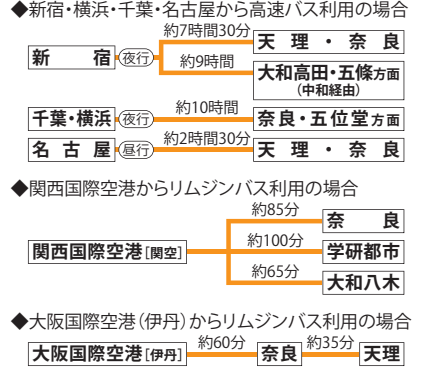 ◆新宿・横浜・千葉・名古屋から高速バス利用の場合
新宿
夜行
約7時間30分
天理・奈良
約9時間
大和高田・五條方面
(中和経由)
千葉・横浜
夜行
約10時間
奈良・五位堂方面
名古屋
昼行
約2時間30分
天理・奈良
◆関西国際空港からリムジンバス利用の場合
関西国際空港[関空]
約85分
奈良
約100分
学研都市
約65分
大和八木
◆大阪国際空港(伊丹)からリムジンバス利用の場合
大阪国際空港[伊丹]
約60分
奈良
約35分
天理